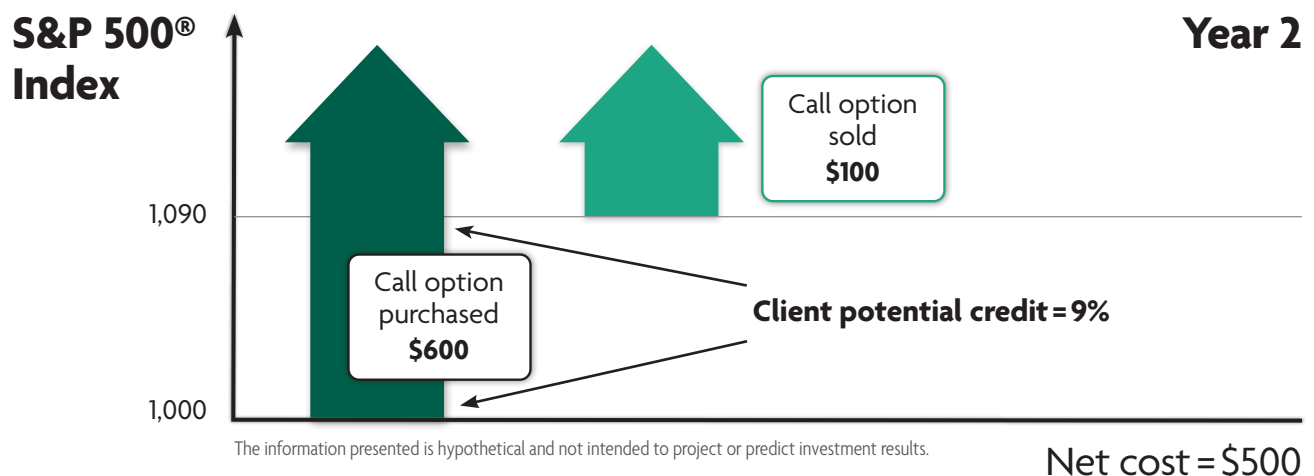 S&P 500®
Index
Year 2
Call option
sold
$100
1,090
Call option
purchased
$600
Client potential credit = 9%
1,000
The information presented is hypothetical and not intended to project or predict investment results.
Net cost = $500